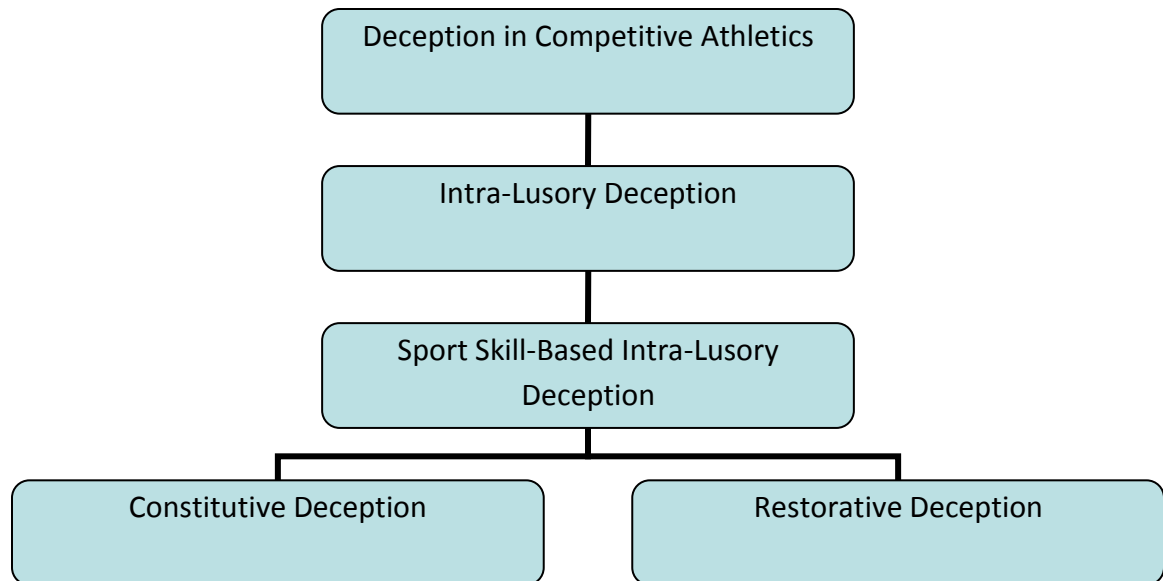 Deception in Competitive Athletics
Intra-Lusory Deception
Sport Skill-Based Intra-Lusory
Deception
Constitutive Deception
Restorative Deception